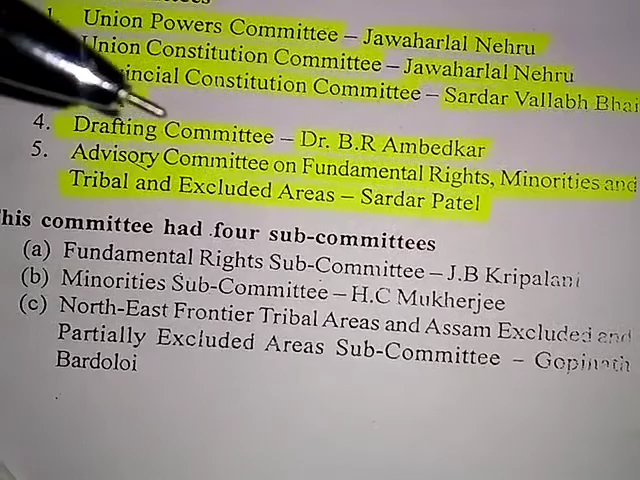 1. Union Powers Committee – Jawaharlal Nehru
Union Constitution Committee – Jawaharlal Nehru
Constitution Committee – Sardar Vallabh Bhai
4. Drafting Committee – Dr. B.R Ambedkar
5. Advisory Committee on Fundamental Rights, Minorities and
Tribal and Excluded Areas – Sardar Patel
his committee had four sub-committees
(a) Fundamental Rights Sub-Committee – J.B Kripalani
(b) Minorities Sub-Committee – H.C Mukherjee
(c) North-East Frontier Tribal Areas and Assam Excluded and
Partially Excluded Areas Sub-Committee – Gopinath
Bardoloi